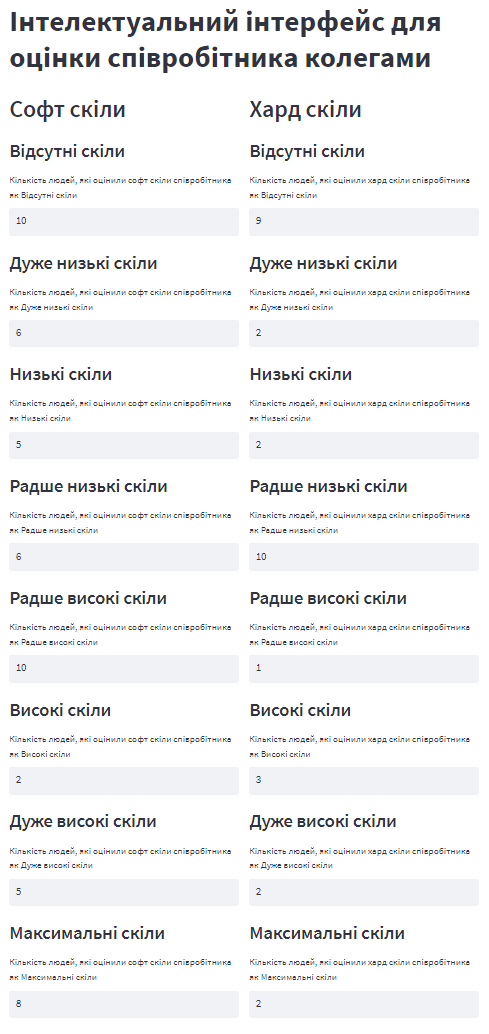 Інтелектуальний інтерфейс для
оцінки співробітника колегами
Софт скіли
Відсутні скіли
Кількість людей, які оцінили софт скіли співробітника
як Відсутні скіли
10
Дуже низькі скіли
Кількість людей, які оцінили софт скіли співробітника
як Дуже низькі скіли
6
Низькі скіли
Кількість людей, які оцінили софт скіли співробітника
як Низькі скіли
5
Радше низькі скіли
Кількість людей, які оцінили софт скіли співробітника
як Радше низькі скіли
6
Радше високі скіли
Кількість людей, які оцінили софт скіли співробітника
як Радше високі скіли
10
Високі скіли
Кількість людей, які оцінили софт скіли співробітника
як Високі скіли
2
Дуже високі скіли
Кількість людей, які оцінили софт скіли співробітника
як Дуже високі скіли
5
Максимальні скіли
Кількість людей, які оцінили софт скіли співробітника
як Максимальні скіли
8
Хард скіли
Відсутні скіли
Кількість людей, які оцінили хард скіли співробітника
як Відсутні скіли
9
Дуже низькі скіли
Кількість людей, які оцінили хард скіли співробітника
як Дуже низькі скіли
2
Низькі скіли
Кількість людей, які оцінили хард скіли співробітника
як Низькі скіли
2
Радше низькі скіли
Кількість людей, які оцінили хард скіли співробітника
як Радше низькі скіли
10
Радше високі скіли
Кількість людей, які оцінили хард скіли співробітника
як Радше високі скіли
1
Високі скіли
Кількість людей, які оцінили хард скіли співробітника
як Високі скіли
3
Дуже високі скіли
Кількість людей, які оцінили хард скіли співробітника
як Дуже високі скіли
2
Максимальні скіли
Кількість людей, які оцінили хард скіли співробітника
як Максимальні скіли
2